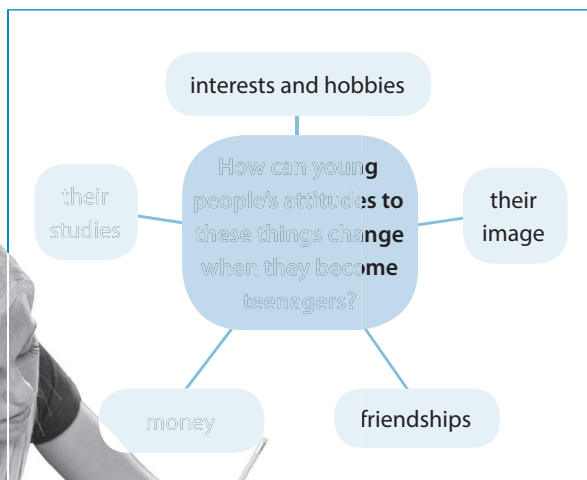 interests and hobbies
How can young
people's attitudes to
these things change
when they become
teenagers?
their
studies
their
image
money
friendships